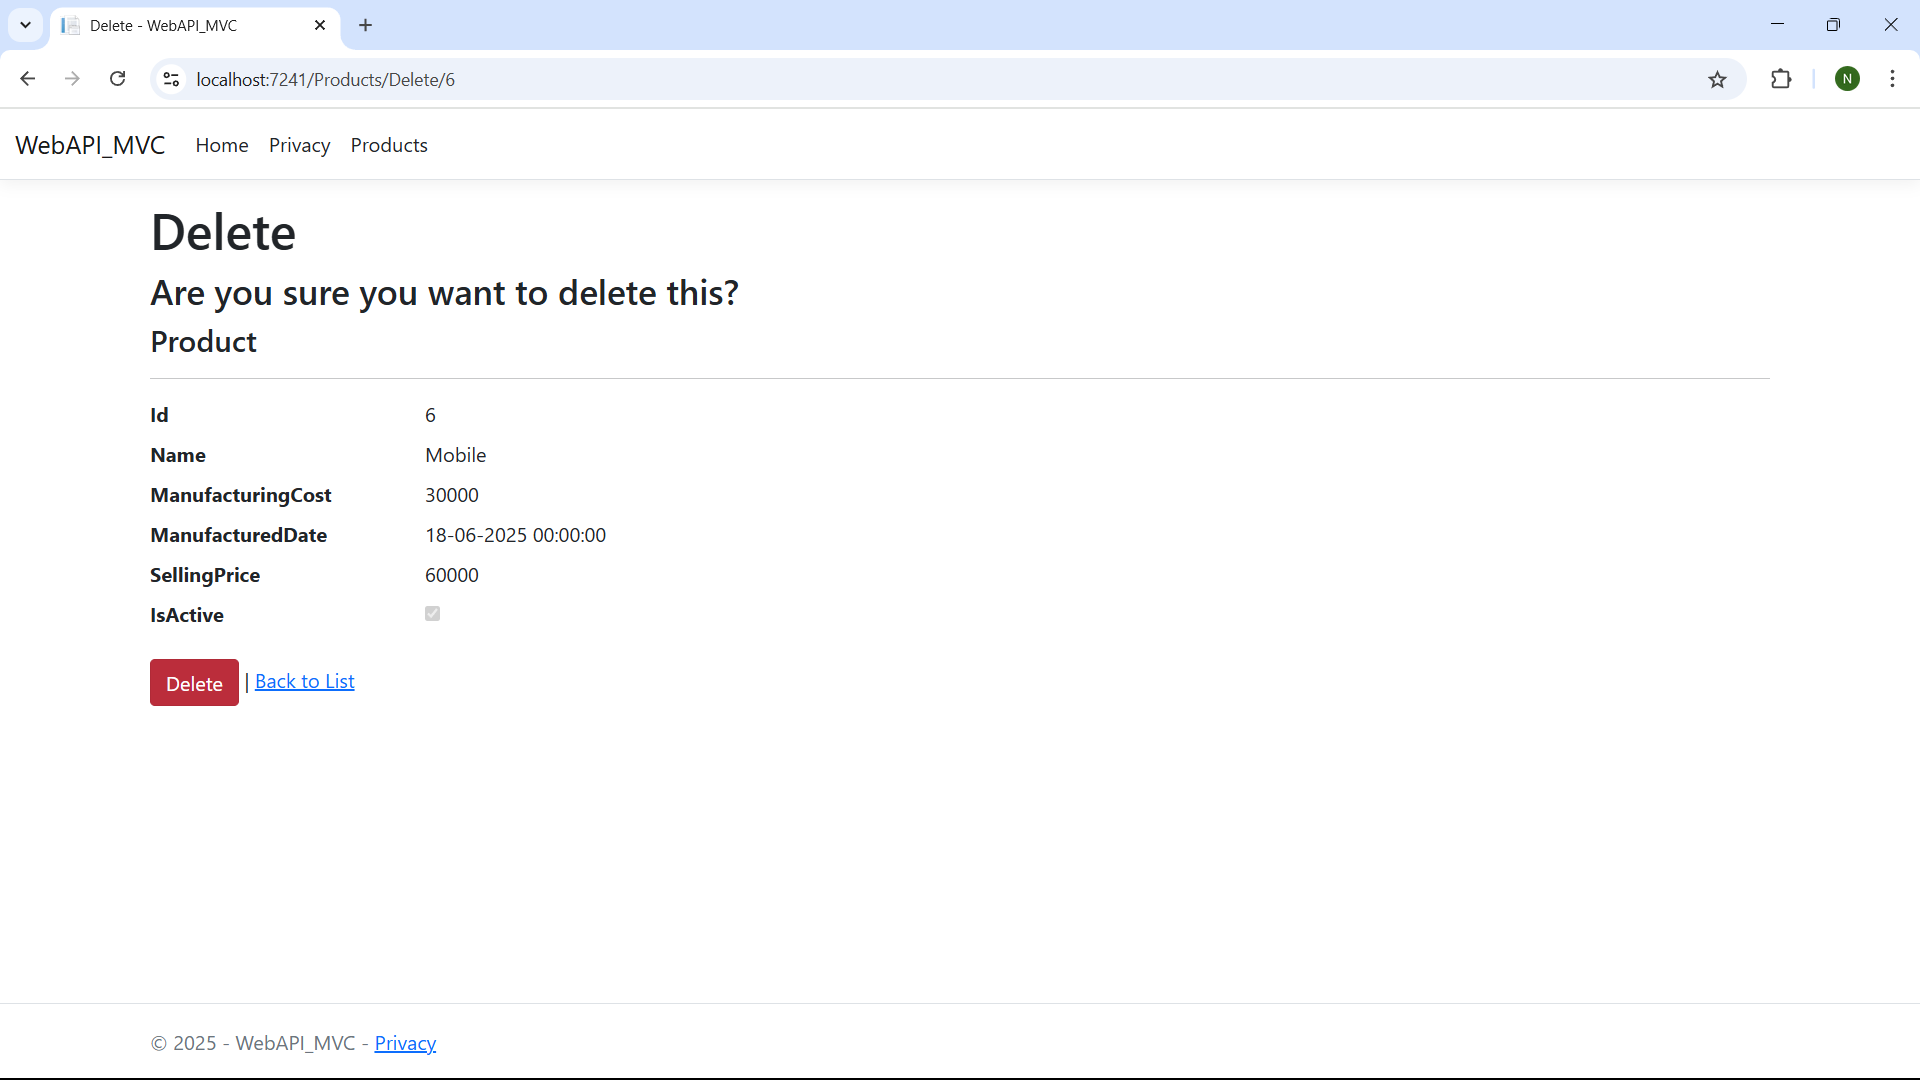 Delete - WebAPI_MVC
localhost:7241/Products/Delete/6
N
WebAPI_MVC Home Privacy Products
Delete
Are you sure you want to delete this?
Product
Id 6
Name Mobile
ManufacturingCost 30000
ManufacturedDate 18-06-2025 00:00:00
SellingPrice 60000
IsActive
Delete | Back to List
© 2025 - WebAPI_MVC - Privacy